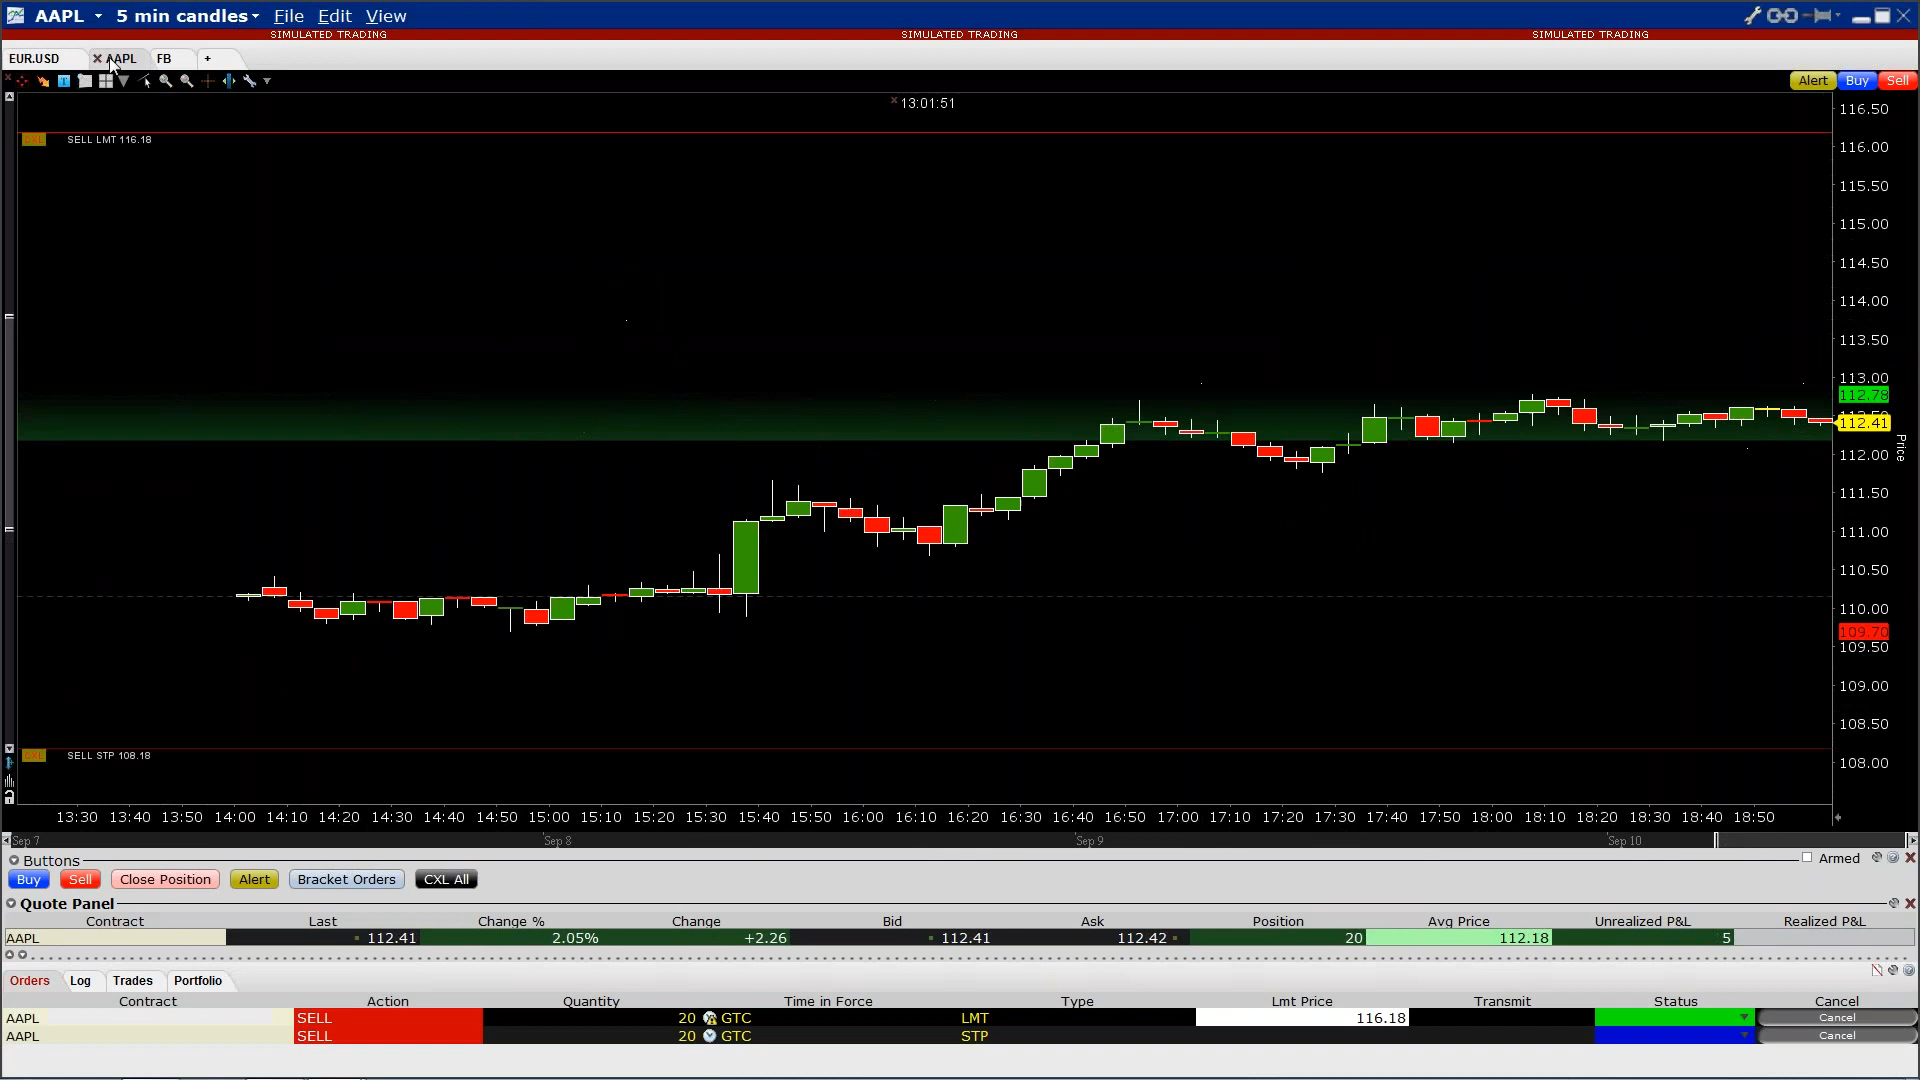 AAPL 5 min candles File Edit View
SIMULATED TRADING SIMULATED TRADING SIMULATED TRADING
EUR.USD AAPL FB +
Alert Buy Sell
13:01:51
116.50
SELL LMT 116.18
116.00
115.50
115.00
114.50
114.00
113.50
113.00
112.78
112.41
112.00
Price
111.50
111.00
110.50
110.00
109.70
109.50
109.00
108.50
SELL STP 108.18
108.00
13:30 13:40 13:50 14:00 14:10 14:20 14:30 14:40 14:50 15:00 15:10 15:20 15:30 15:40 15:50 16:00 16:10 16:20 16:30 16:40 16:50 17:00 17:10 17:20 17:30 17:40 17:50 18:00 18:10 18:20 18:30 18:40 18:50
Sep 7 Sep 8 Sep 9 Sep 10
Buttons Armed
Buy Sell Close Position Alert Bracket Orders CXL All
Quote Panel
Contract Last Change % Change Bid Ask Position Avg Price Unrealized P&L Realized P&L
AAPL 112.41 2.05% +2.26 112.41 112.42 20 112.18 5
Orders Log Trades Portfolio
Contract Action Quantity Time in Force Type Lmt Price Transmit Status Cancel
AAPL SELL 20 GTC LMT 116.18 Cancel
AAPL SELL 20 GTC STP Cancel